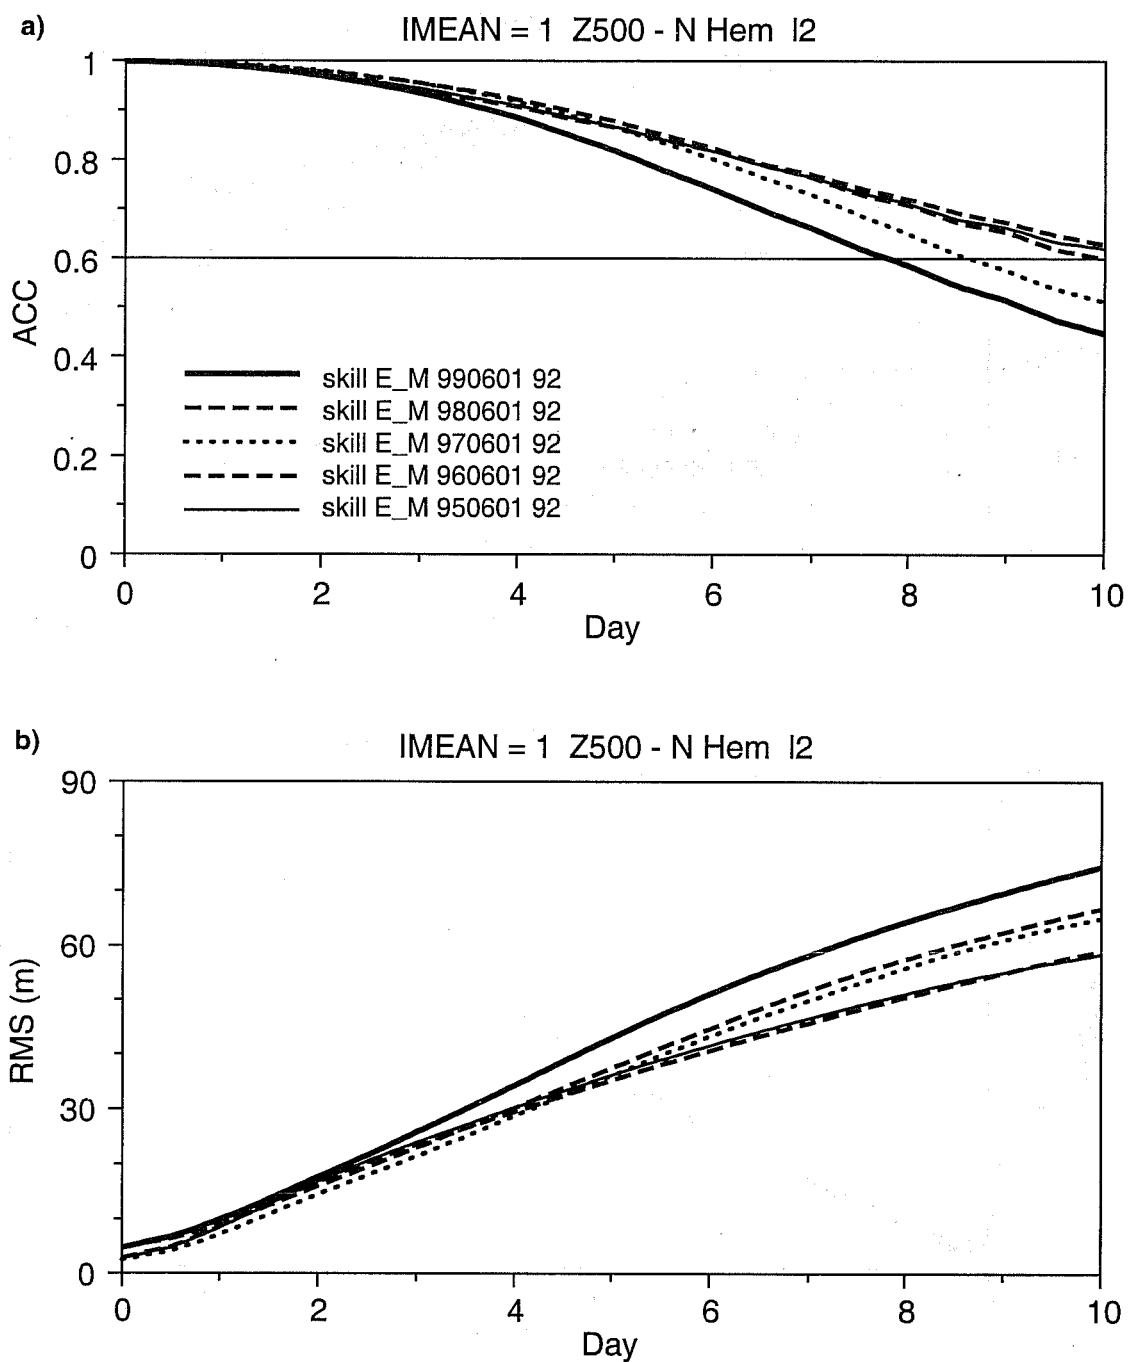 a)
IMEAN = 1 Z500 - N Hem I2
1
0.8
0.6
0.4
0.2
0
ACC
skill E_M 990601 92
skill E_M 980601 92
skill E_M 970601 92
skill E_M 960601 92
skill E_M 950601 92
0 2 4 6 8 10
Day
b)
IMEAN = 1 Z500 - N Hem I2
90
60
30
0
RMS (m)
0 2 4 6 8 10
Day